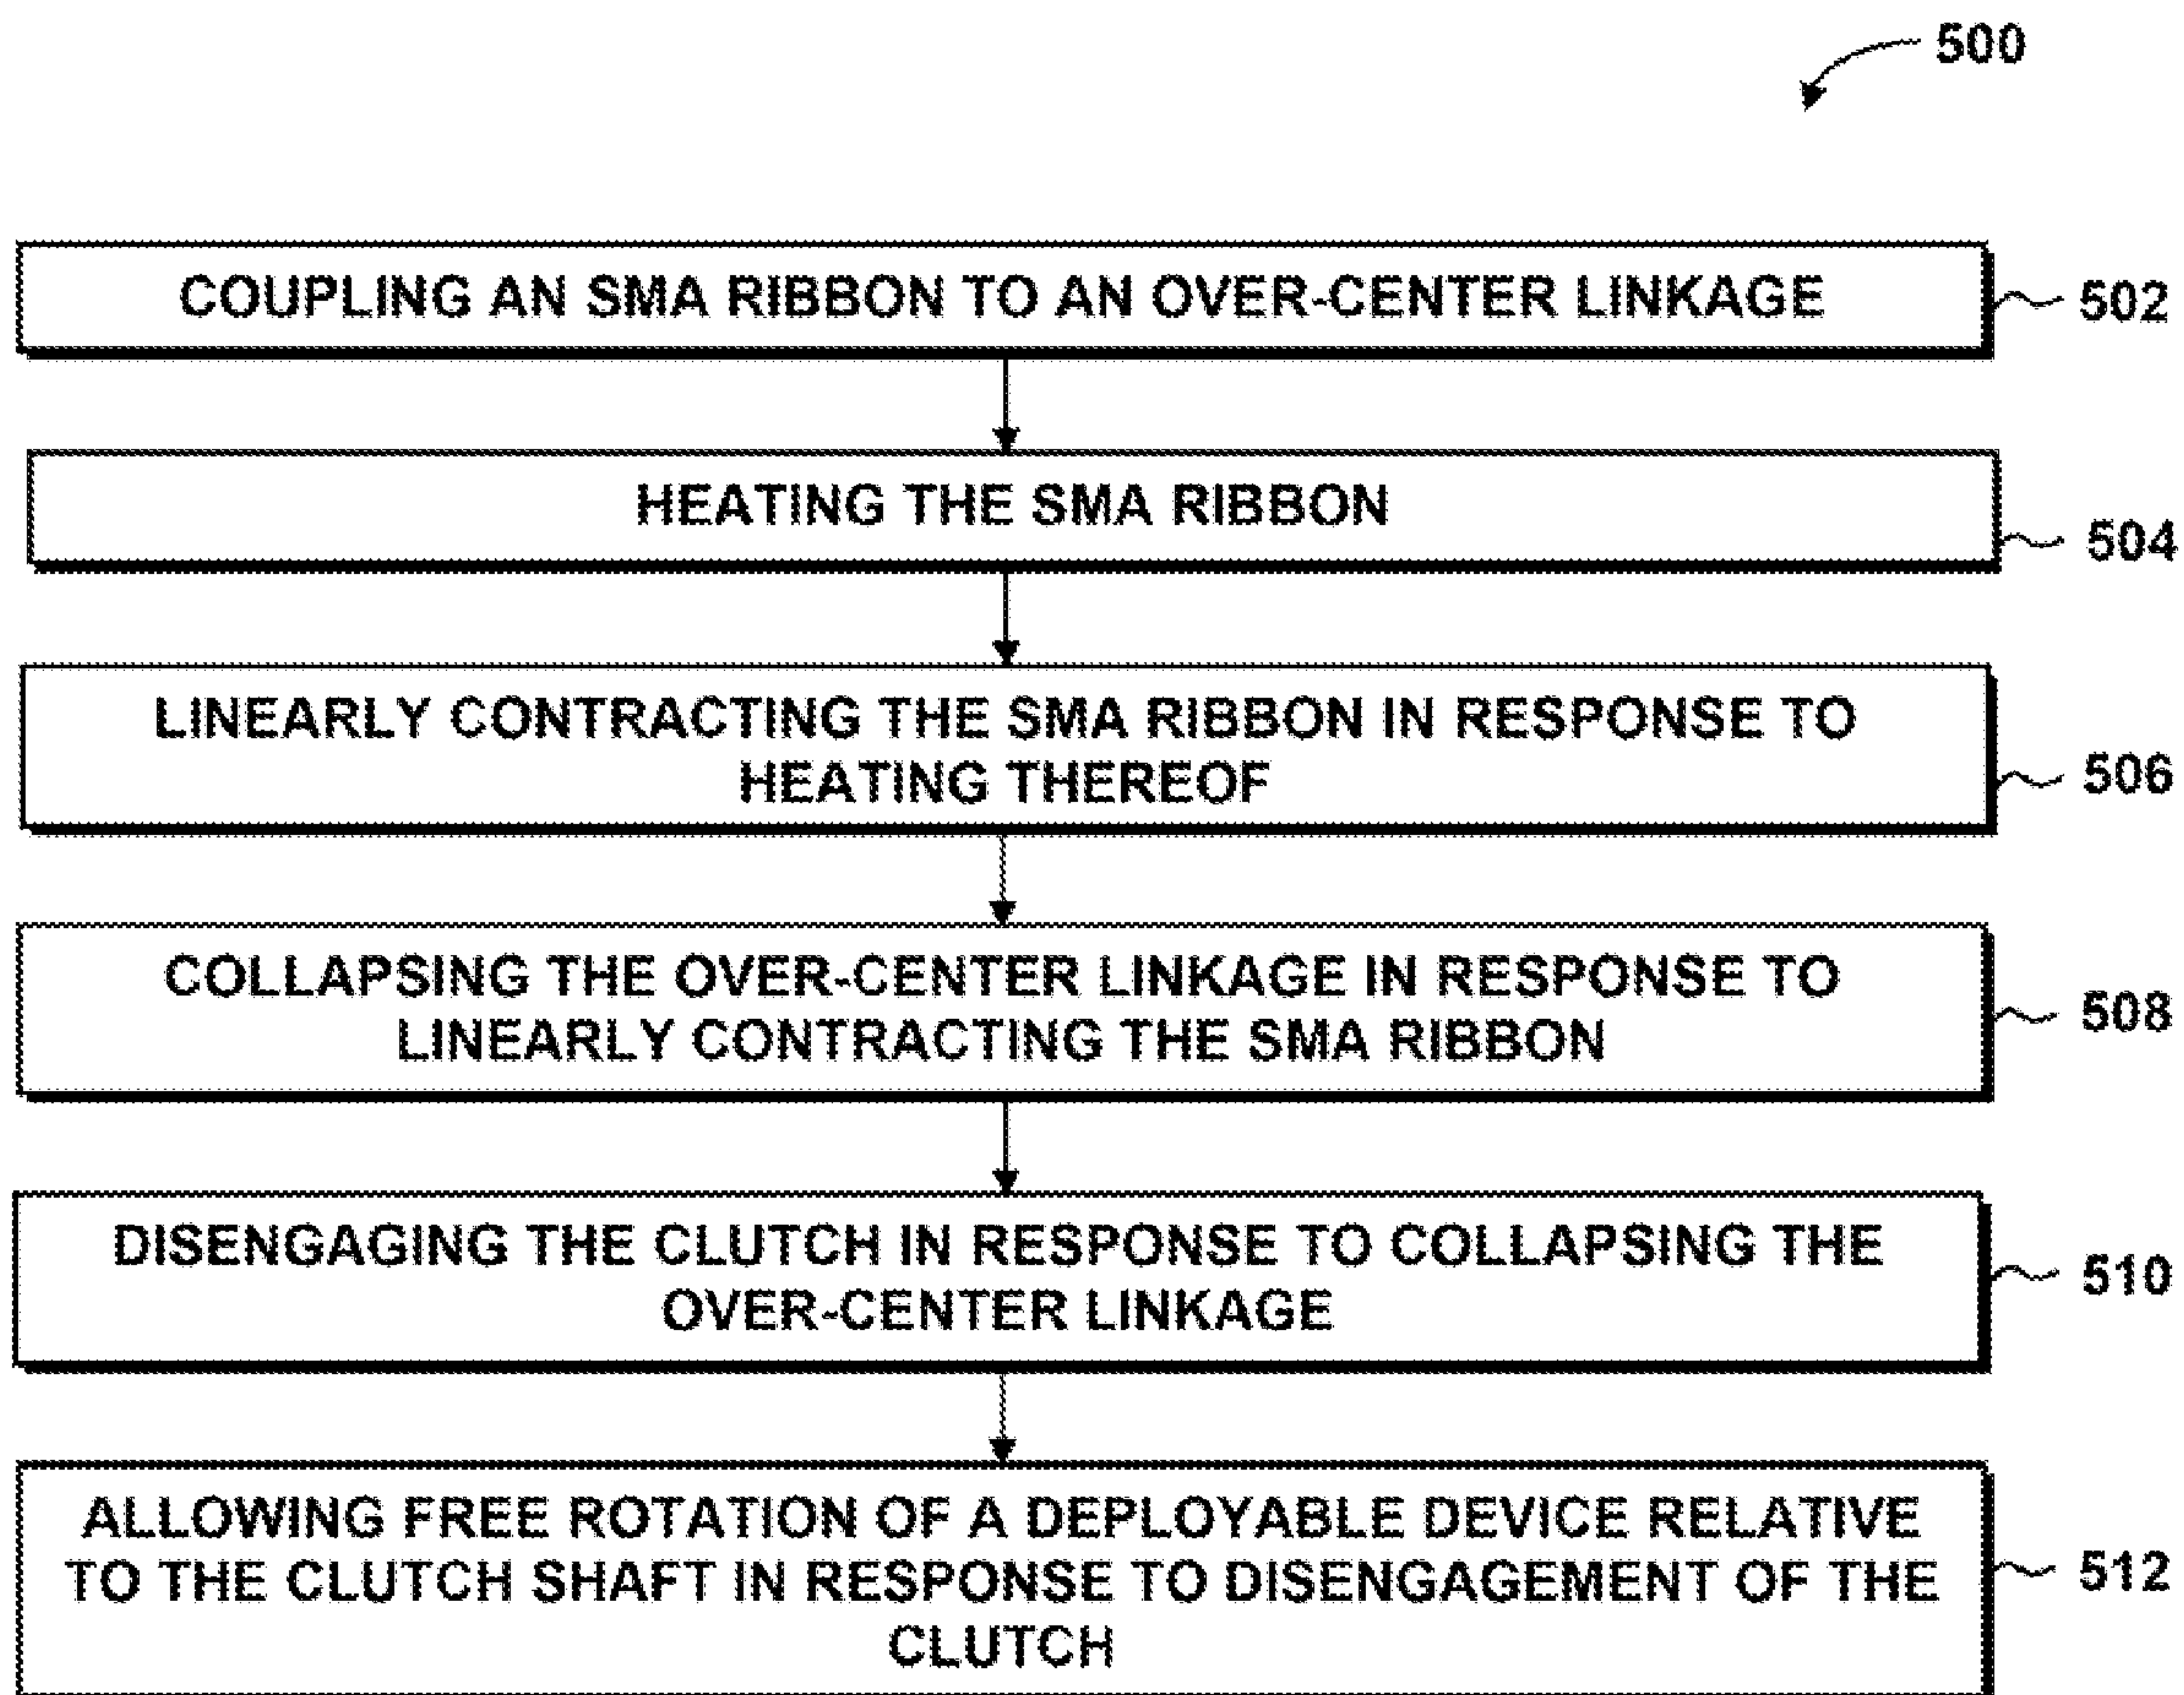 500
COUPLING AN SMA RIBBON TO AN OVER-CENTER LINKAGE
502
HEATING THE SMA RIBBON
504
LINEARLY CONTRACTING THE SMA RIBBON IN RESPONSE TO
HEATING THEREOF
506
COLLAPSING THE OVER-CENTER LINKAGE IN RESPONSE TO
LINEARLY CONTRACTING THE SMA RIBBON
508
DISENGAGING THE CLUTCH IN RESPONSE TO COLLAPSING THE
OVER-CENTER LINKAGE
510
ALLOWING FREE ROTATION OF A DEPLOYABLE DEVICE RELATIVE
TO THE CLUTCH SHAFT IN RESPONSE TO DISENGAGEMENT OF THE
CLUTCH
512